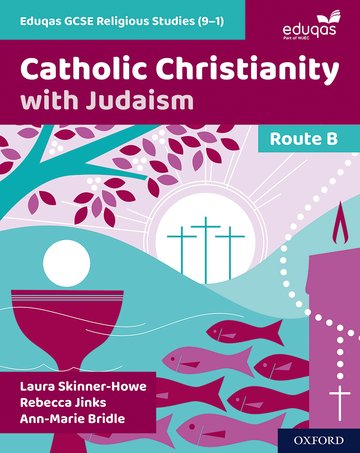 Eduqas GCSE Religious Studies (9–1)
eduqas
Part of WJEC
Catholic Christianity
with Judaism
Route B
Laura Skinner-Howe
Rebecca Jinks
Ann-Marie Bridle
OXFORD